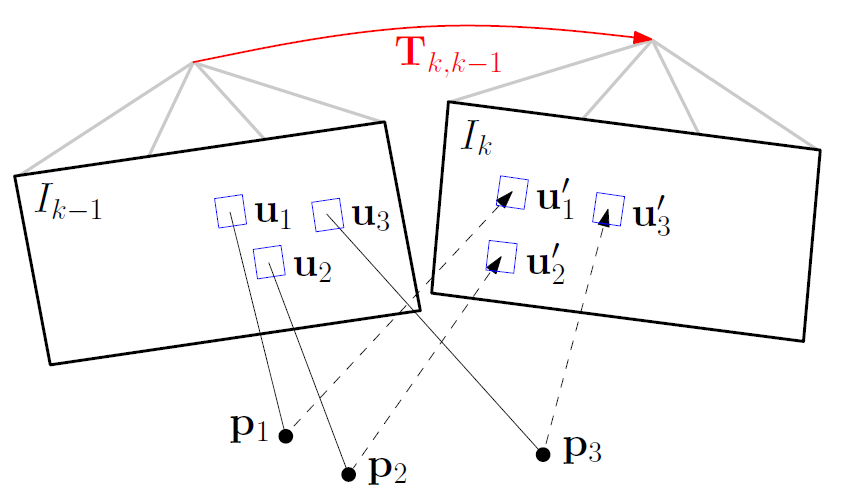 T_{k,k−1}
I_{k−1}
I_k
u_1
u_3
u_2
u′_1
u′_3
u′_2
p_1
p_2
p_3